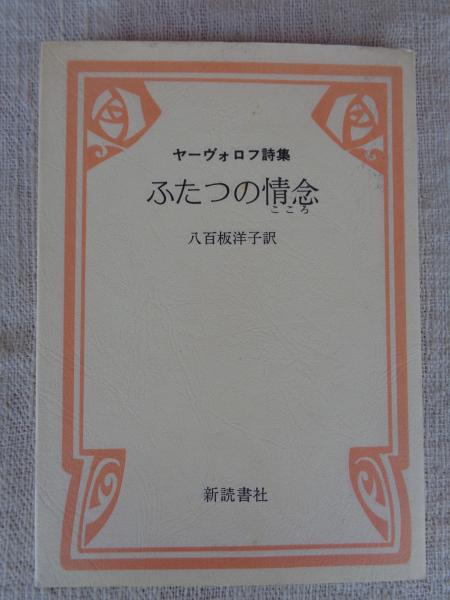 ヤーヴォロフ詩集
ふたつの情念
こころ
八百板洋子訳
新読書社